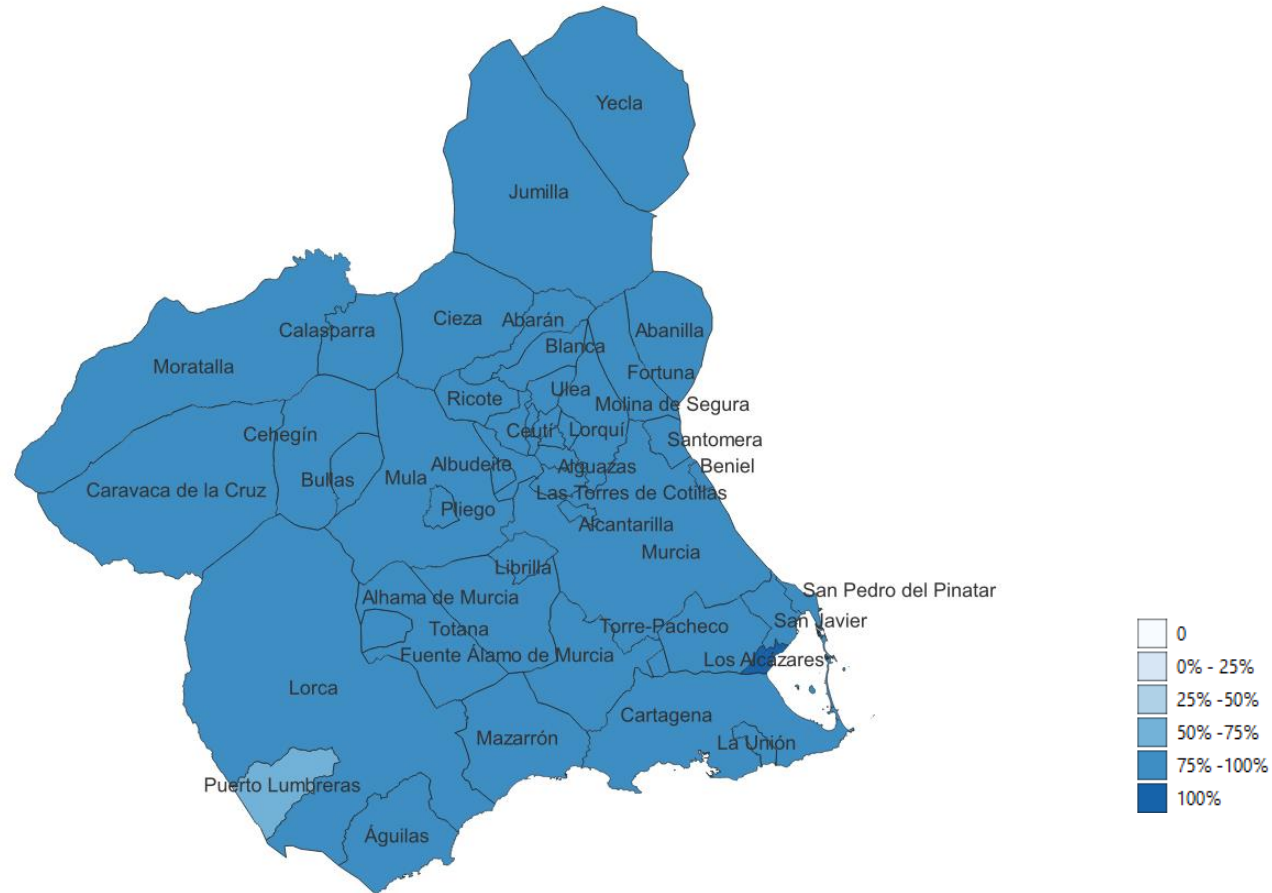 Yecla
Jumilla
Calasparra
Cieza
Abarán
Abanilla
Blanca
Moratalla
Fortuna
Ricote
Ulea
Molina de Segura
Cehegín
Ceutí
Lorquí
Santomera
Caravaca de la Cruz
Bullas
Mula
Albudeite
Alguazas
Beniel
Las Torres de Cotillas
Pliego
Alcantarilla
Murcia
Librilla
San Pedro del Pinatar
Alhama de Murcia
San Javier
Totana
Torre-Pacheco
Fuente Álamo de Murcia
Los Alcázares
Lorca
Cartagena
Mazarrón
La Unión
Puerto Lumbreras
Águilas
0
0% - 25%
25% -50%
50% -75%
75% -100%
100%